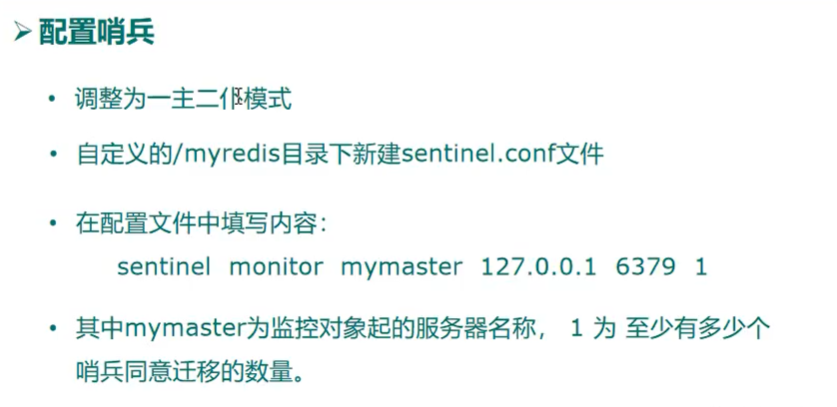 ➢ 配置哨兵
• 调整为一主二仆模式
• 自定义的/myredis目录下新建sentinel.conf文件
• 在配置文件中填写内容：
sentinel monitor mymaster 127.0.0.1 6379 1
• 其中mymaster为监控对象起的服务器名称， 1 为 至少有多少个
哨兵同意迁移的数量。